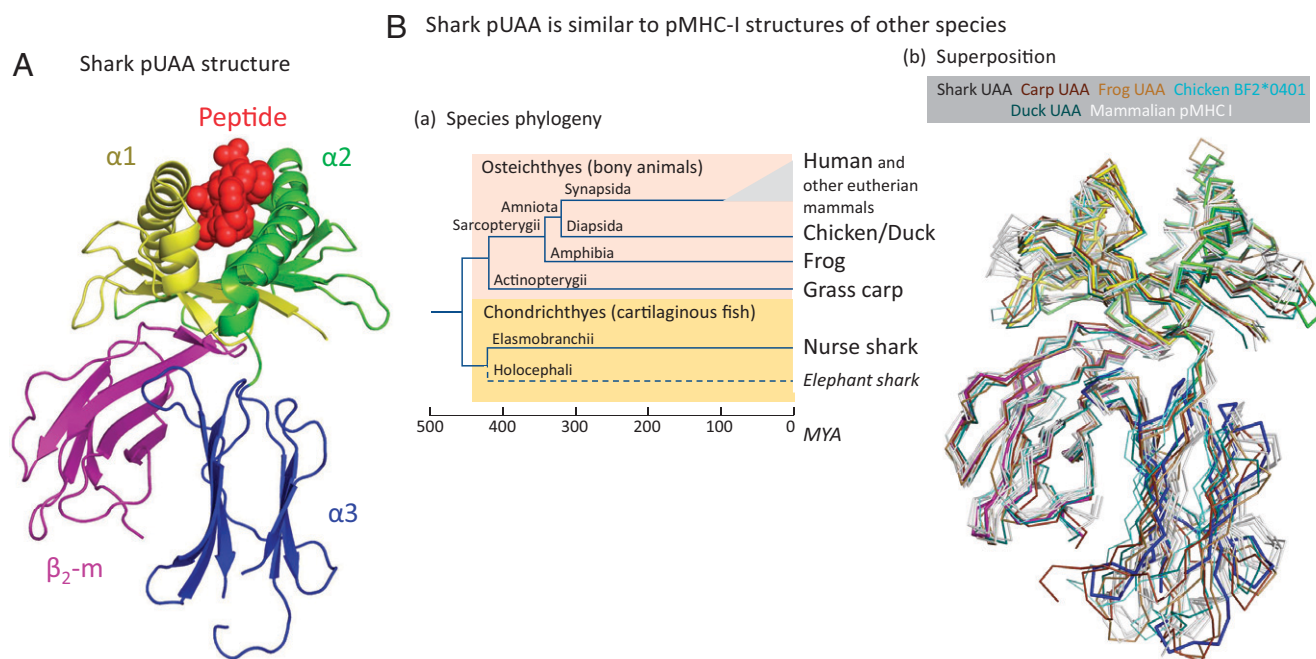 A
Shark pUAA structure
Peptide
α1
α2
β2-m
α3
B
Shark pUAA is similar to pMHC-I structures of other species
(a) Species phylogeny
Osteichthyes (bony animals)
Synapsida
Amniota
Sarcopterygii
Diapsida
Amphibia
Actinopterygii
Chondrichthyes (cartilaginous fish)
Elasmobranchii
Holocephali
Human and
other eutherian
mammals
Chicken/Duck
Frog
Grass carp
Nurse shark
Elephant shark
500 400 300 200 100 0
MYA
(b) Superposition
Shark UAA Carp UAA Frog UAA Chicken BF2*0401
Duck UAA Mammalian pMHC I